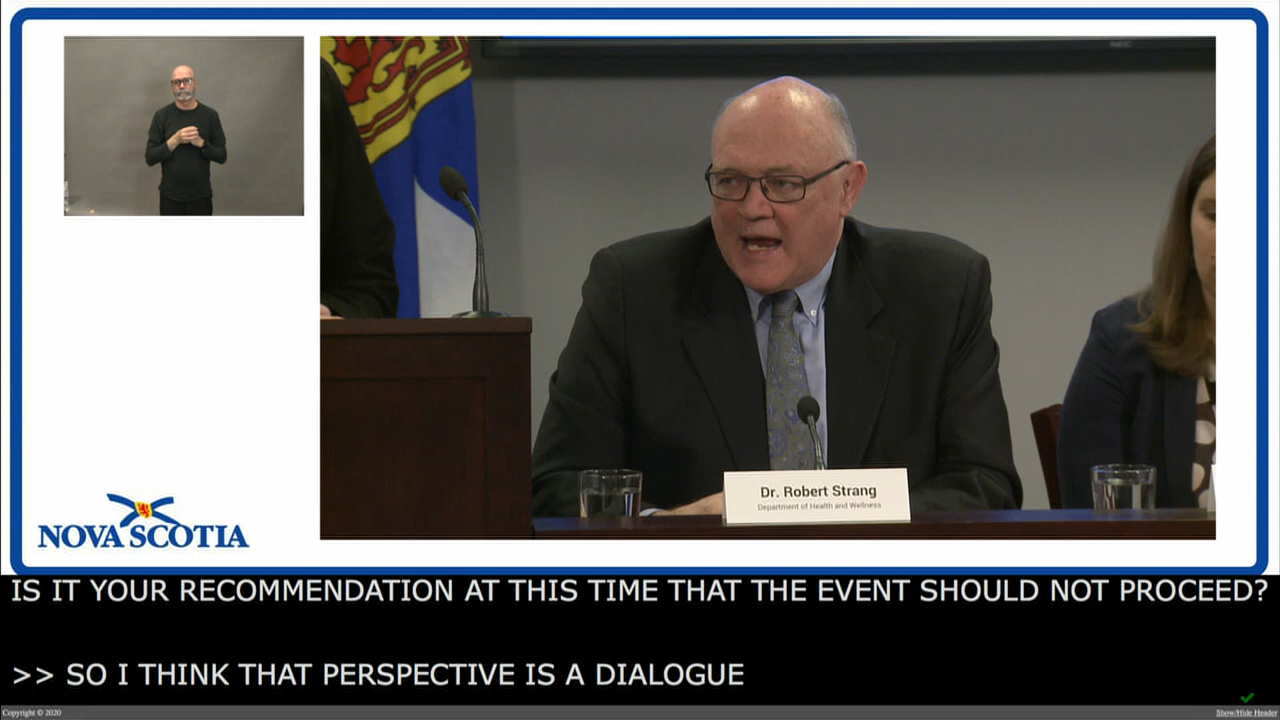 NEC
Dr. Robert Strang
Department of Health and Wellness
NOVA SCOTIA
IS IT YOUR RECOMMENDATION AT THIS TIME THAT THE EVENT SHOULD NOT PROCEED?
>> SO I THINK THAT PERSPECTIVE IS A DIALOGUE
Copyright © 2020
Show/Hide Header